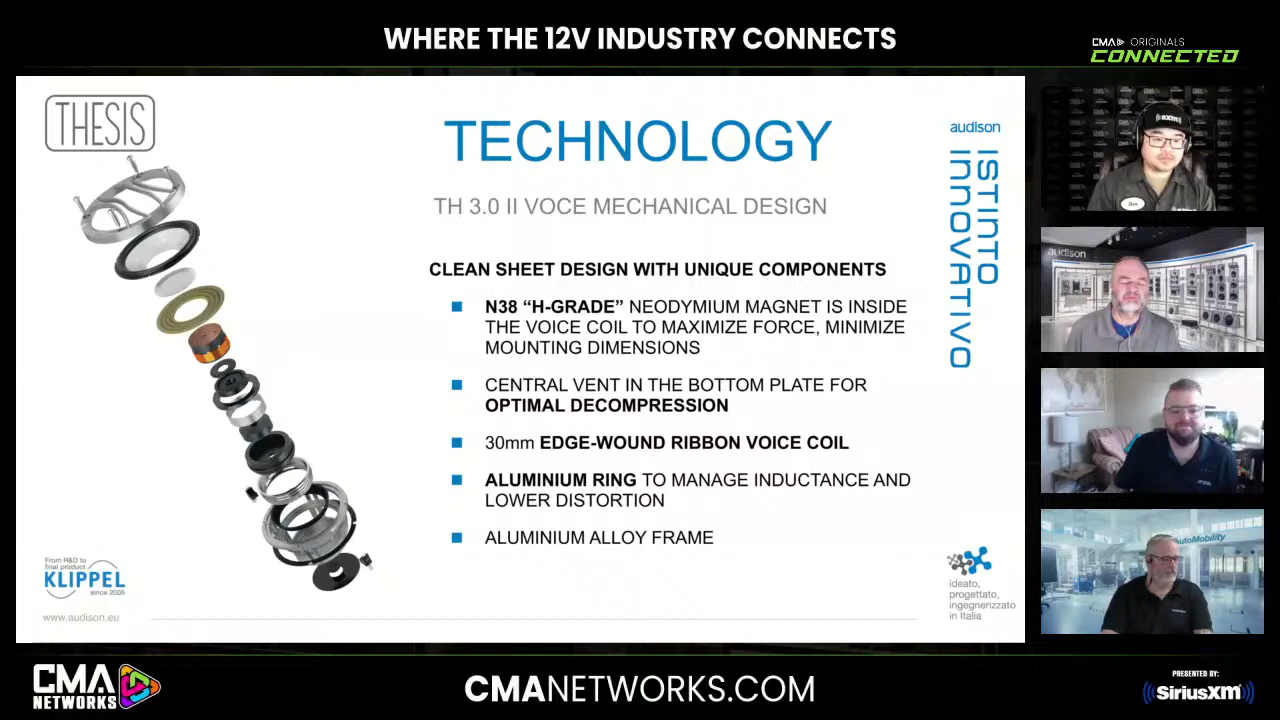 WHERE THE 12V INDUSTRY CONNECTS
CMA ORIGINALS
CONNECTED
THESIS
TECHNOLOGY
audison
ISTINTO
INNOVATIVO
TH 3.0 II VOCE MECHANICAL DESIGN
CLEAN SHEET DESIGN WITH UNIQUE COMPONENTS
N38 “H-GRADE” NEODYMIUM MAGNET IS INSIDE
THE VOICE COIL TO MAXIMIZE FORCE, MINIMIZE
MOUNTING DIMENSIONS
CENTRAL VENT IN THE BOTTOM PLATE FOR
OPTIMAL DECOMPRESSION
30mm EDGE-WOUND RIBBON VOICE COIL
ALUMINIUM RING TO MANAGE INDUCTANCE AND
LOWER DISTORTION
ALUMINIUM ALLOY FRAME
From R&D to
final product
KLIPPEL
since 2005
www.audison.eu
ideato,
progettato,
ingegnerizzato
in Italia
SXM
audison
AutoMobility
CMA
NETWORKS
CMANETWORKS.COM
PRESENTED BY:
SiriusXM